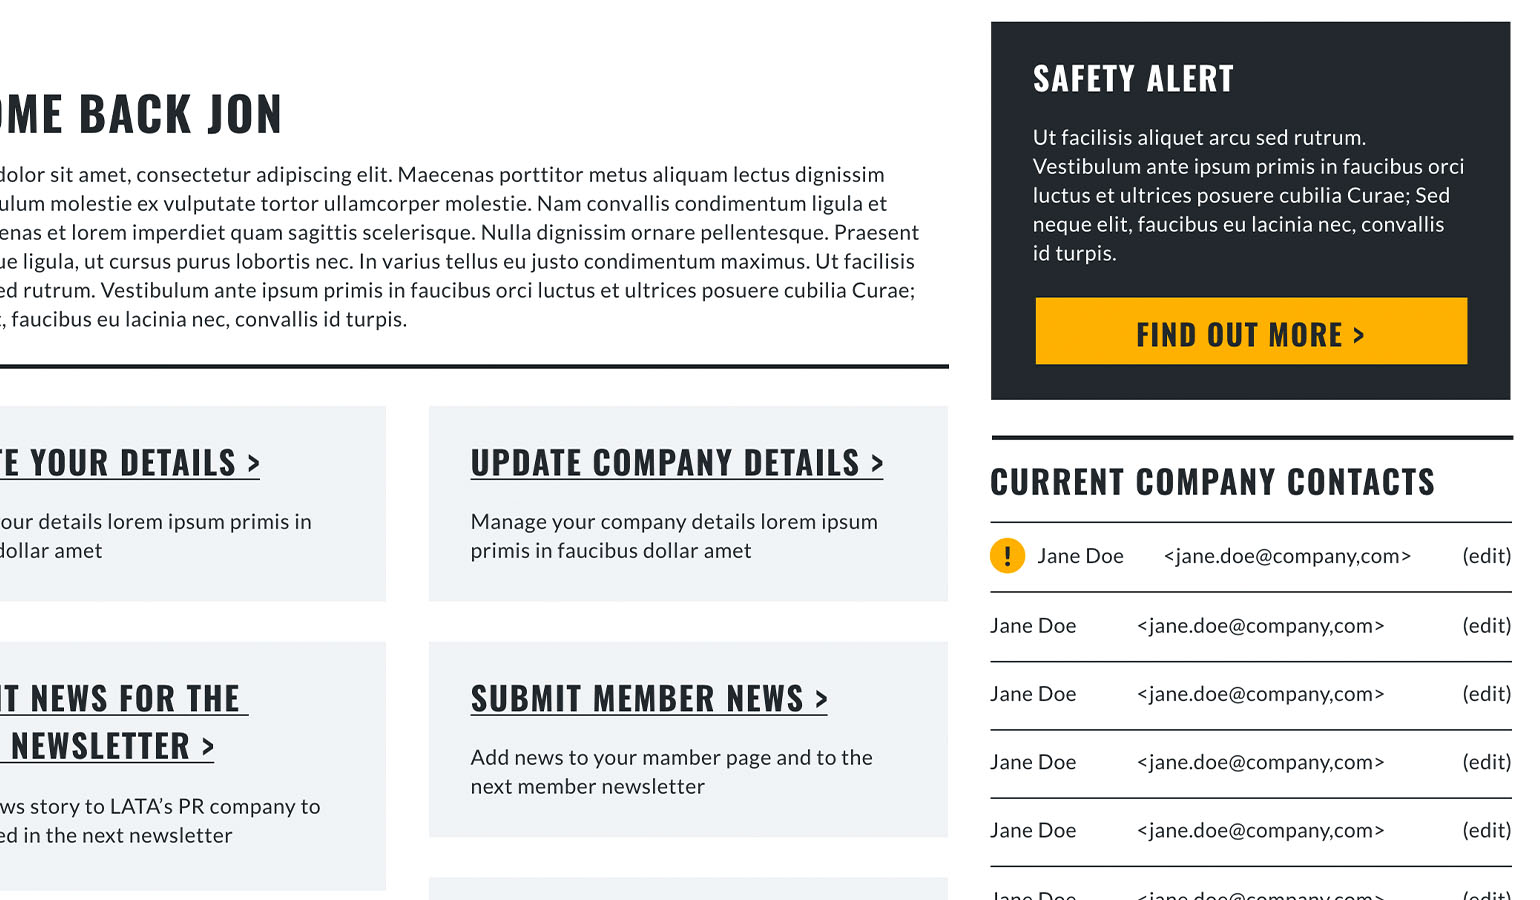 OME BACK JON
dolor sit amet, consectetur adipiscing elit. Maecenas porttitor metus aliquam lectus dignissim
ulum molestie ex vulputate tortor ullamcorper molestie. Nam convallis condimentum ligula et
enas et lorem imperdiet quam sagittis scelerisque. Nulla dignissim ornare pellentesque. Praesent
ue ligula, ut cursus purus lobortis nec. In varius tellus eu justo condimentum maximus. Ut facilisis
ed rutrum. Vestibulum ante ipsum primis in faucibus orci luctus et ultrices posuere cubilia Curae;
, faucibus eu lacinia nec, convallis id turpis.
TE YOUR DETAILS >
our details lorem ipsum primis in
dollar amet
UPDATE COMPANY DETAILS >
Manage your company details lorem ipsum
primis in faucibus dollar amet
IT NEWS FOR THE
NEWSLETTER >
ws story to LATA’s PR company to
ed in the next newsletter
SUBMIT MEMBER NEWS >
Add news to your mamber page and to the
next member newsletter
SAFETY ALERT
Ut facilisis aliquet arcu sed rutrum.
Vestibulum ante ipsum primis in faucibus orci
luctus et ultrices posuere cubilia Curae; Sed
neque elit, faucibus eu lacinia nec, convallis
id turpis.
FIND OUT MORE >
CURRENT COMPANY CONTACTS
! Jane Doe <jane.doe@company,com> (edit)
Jane Doe <jane.doe@company,com> (edit)
Jane Doe <jane.doe@company,com> (edit)
Jane Doe <jane.doe@company,com> (edit)
Jane Doe <jane.doe@company,com> (edit)
Jane Doe <jane.doe@company,com> (edit)